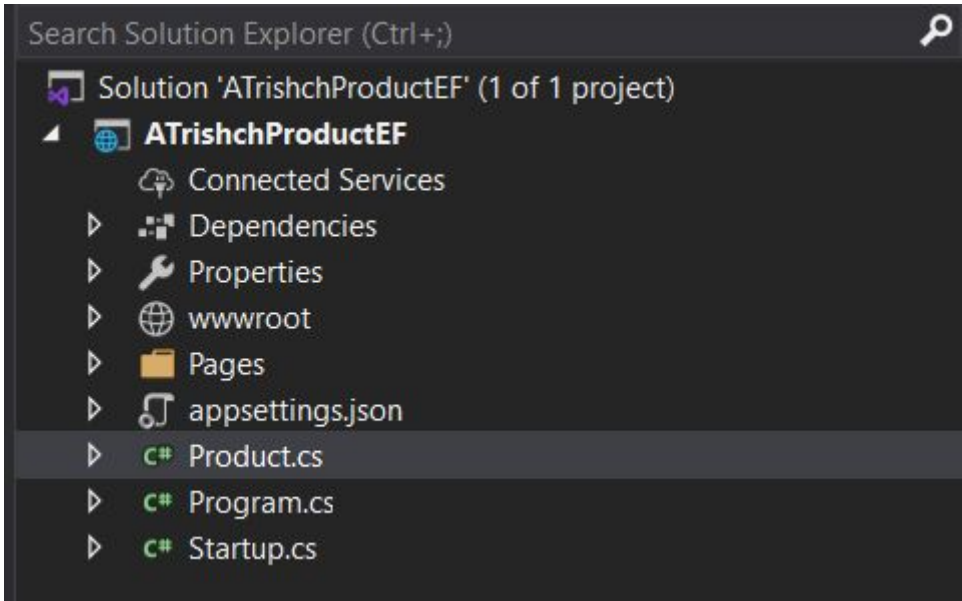 Search Solution Explorer (Ctrl+;)
Solution 'ATrishchProductEF' (1 of 1 project)
ATrishchProductEF
Connected Services
Dependencies
Properties
wwwroot
Pages
appsettings.json
C# Product.cs
C# Program.cs
C# Startup.cs